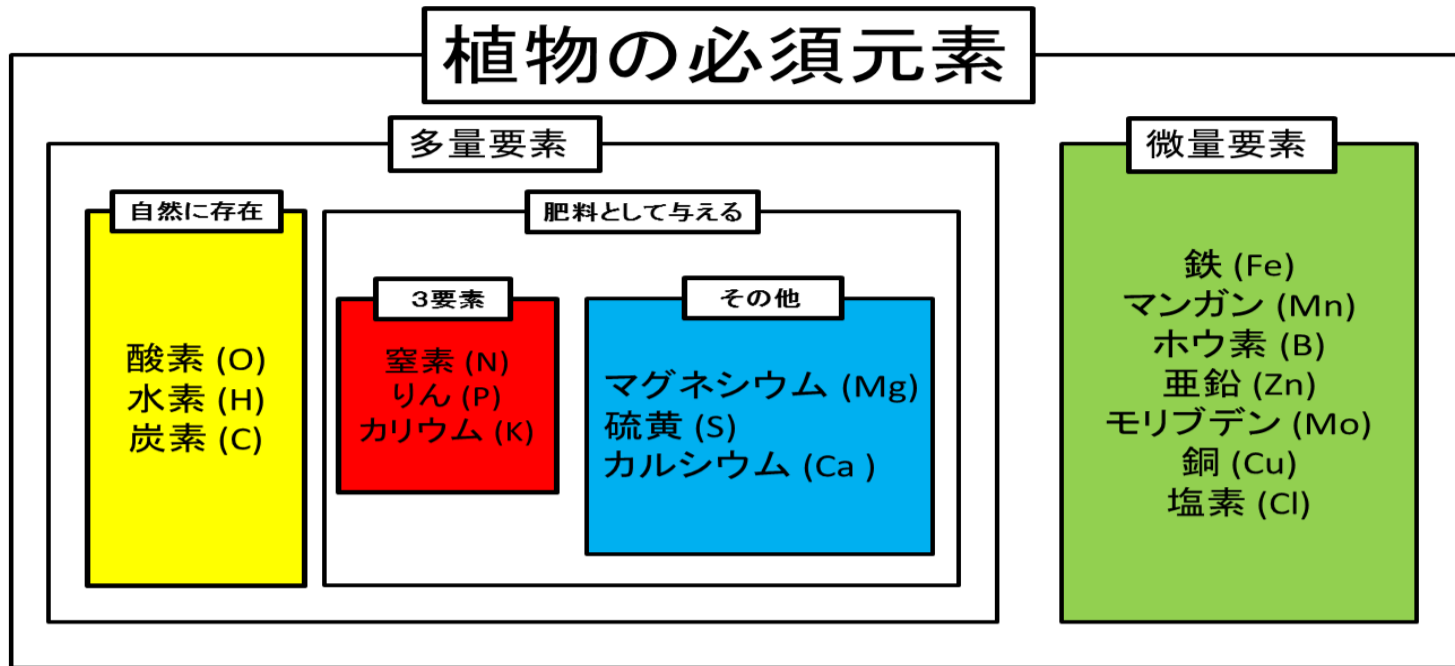 植物の必須元素
多量要素
自然に存在
酸素 (O)
水素 (H)
炭素 (C)
肥料として与える
3要素
窒素 (N)
りん (P)
カリウム (K)
その他
マグネシウム (Mg)
硫黄 (S)
カルシウム (Ca )
微量要素
鉄 (Fe)
マンガン (Mn)
ホウ素 (B)
亜鉛 (Zn)
モリブデン (Mo)
銅 (Cu)
塩素 (Cl)